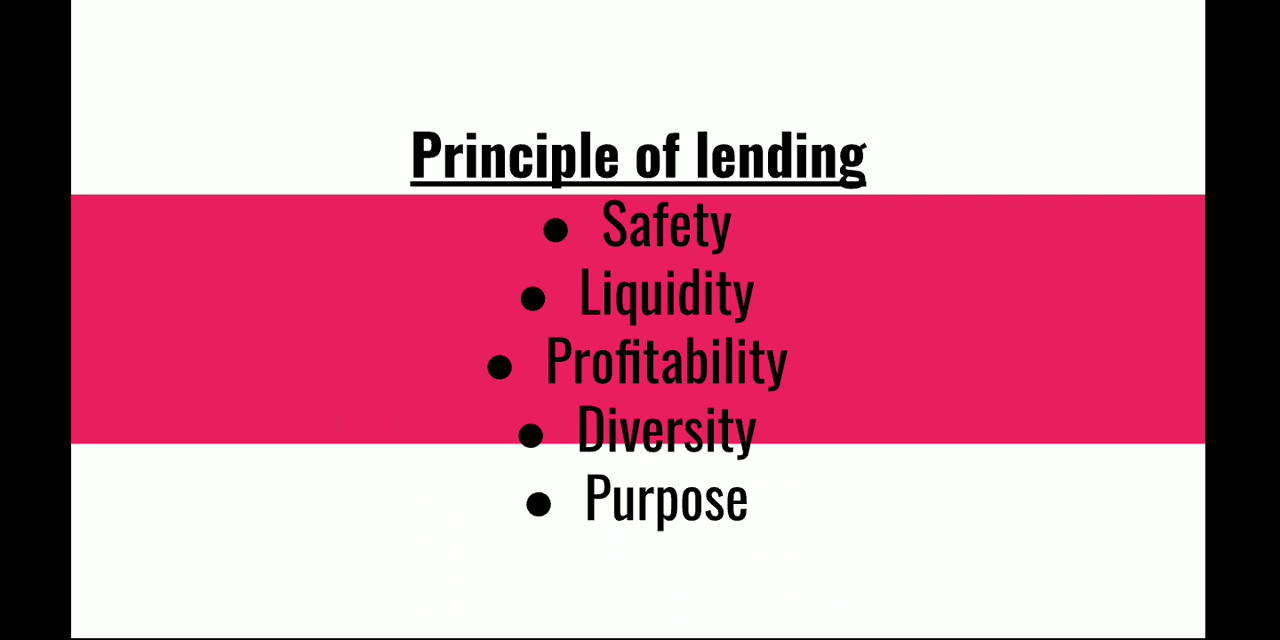 Principle of lending
● Safety
● Liquidity
● Profitability
● Diversity
● Purpose